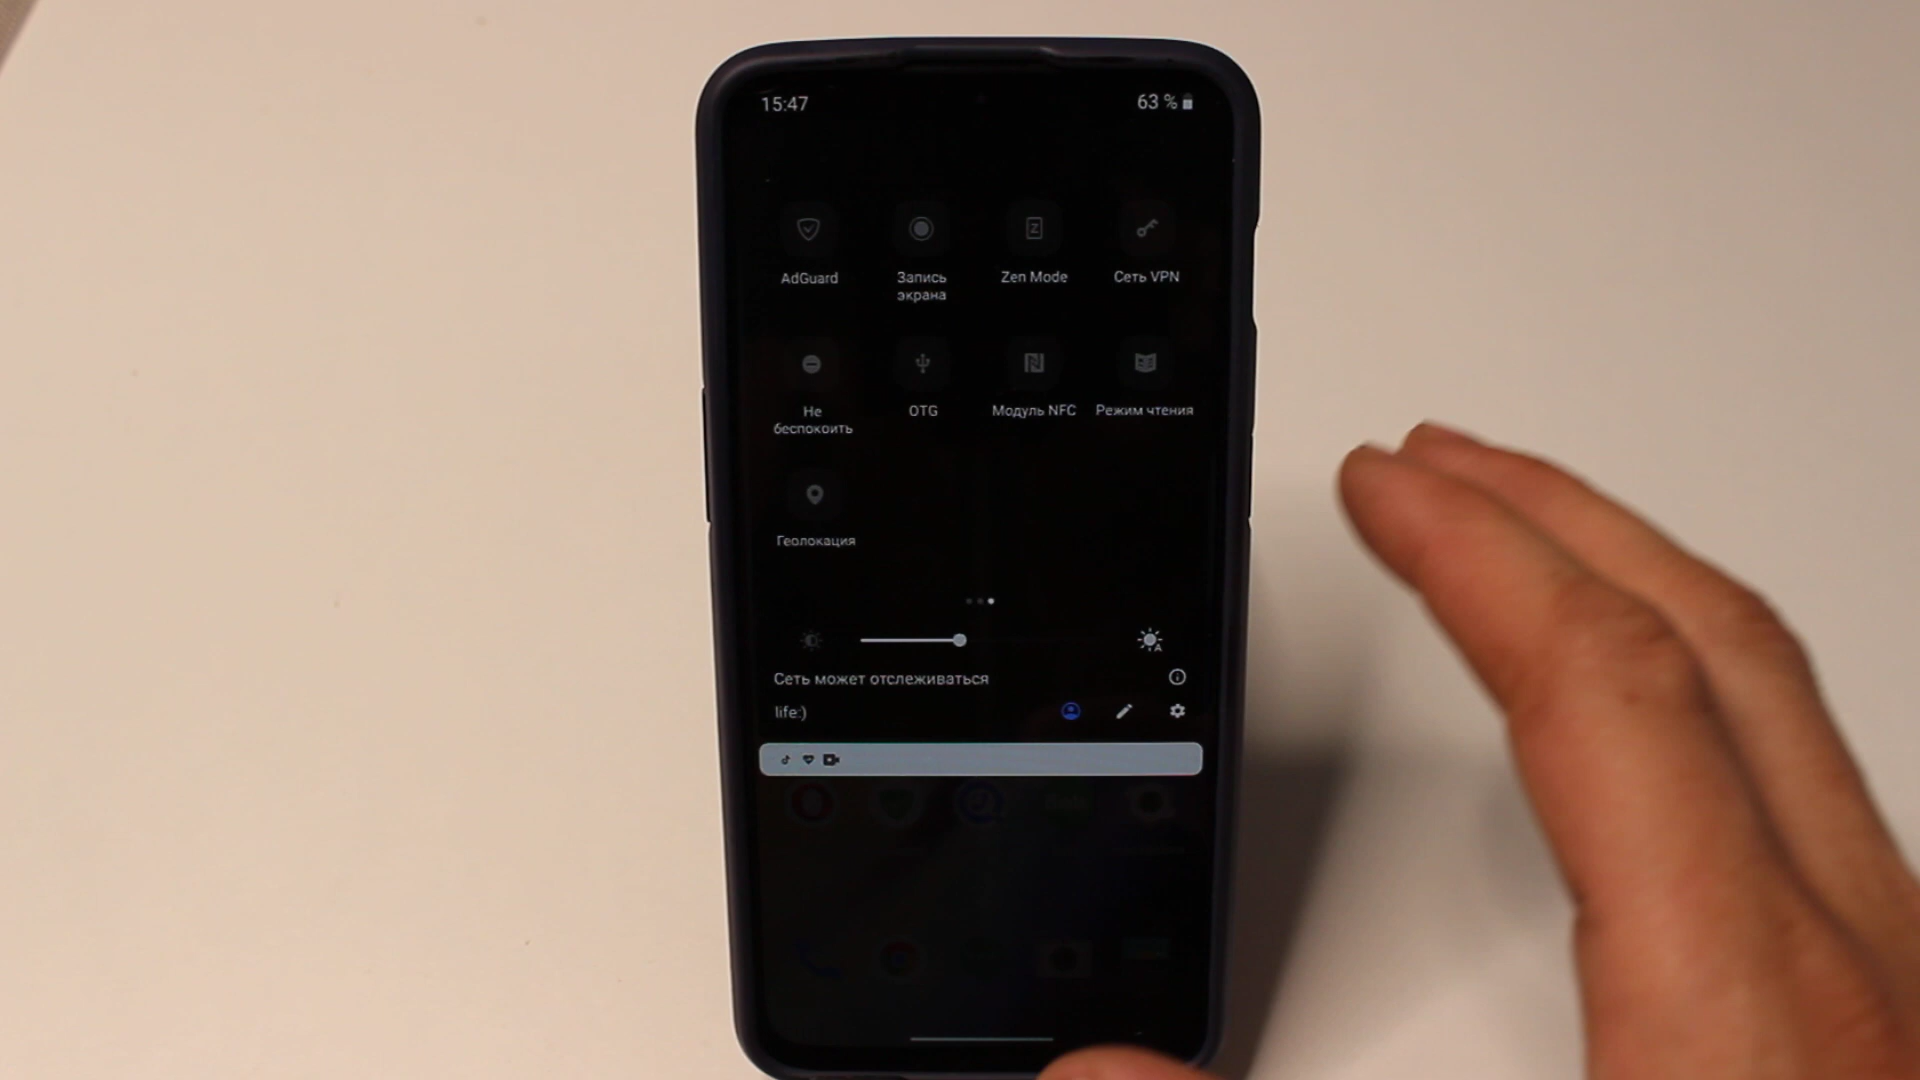 15:47
63 %
AdGuard
Запись
экрана
Zen Mode
Сеть VPN
Не
беспокоить
OTG
Модуль NFC
Режим чтения
Геолокация
Сеть может отслеживаться
life:)